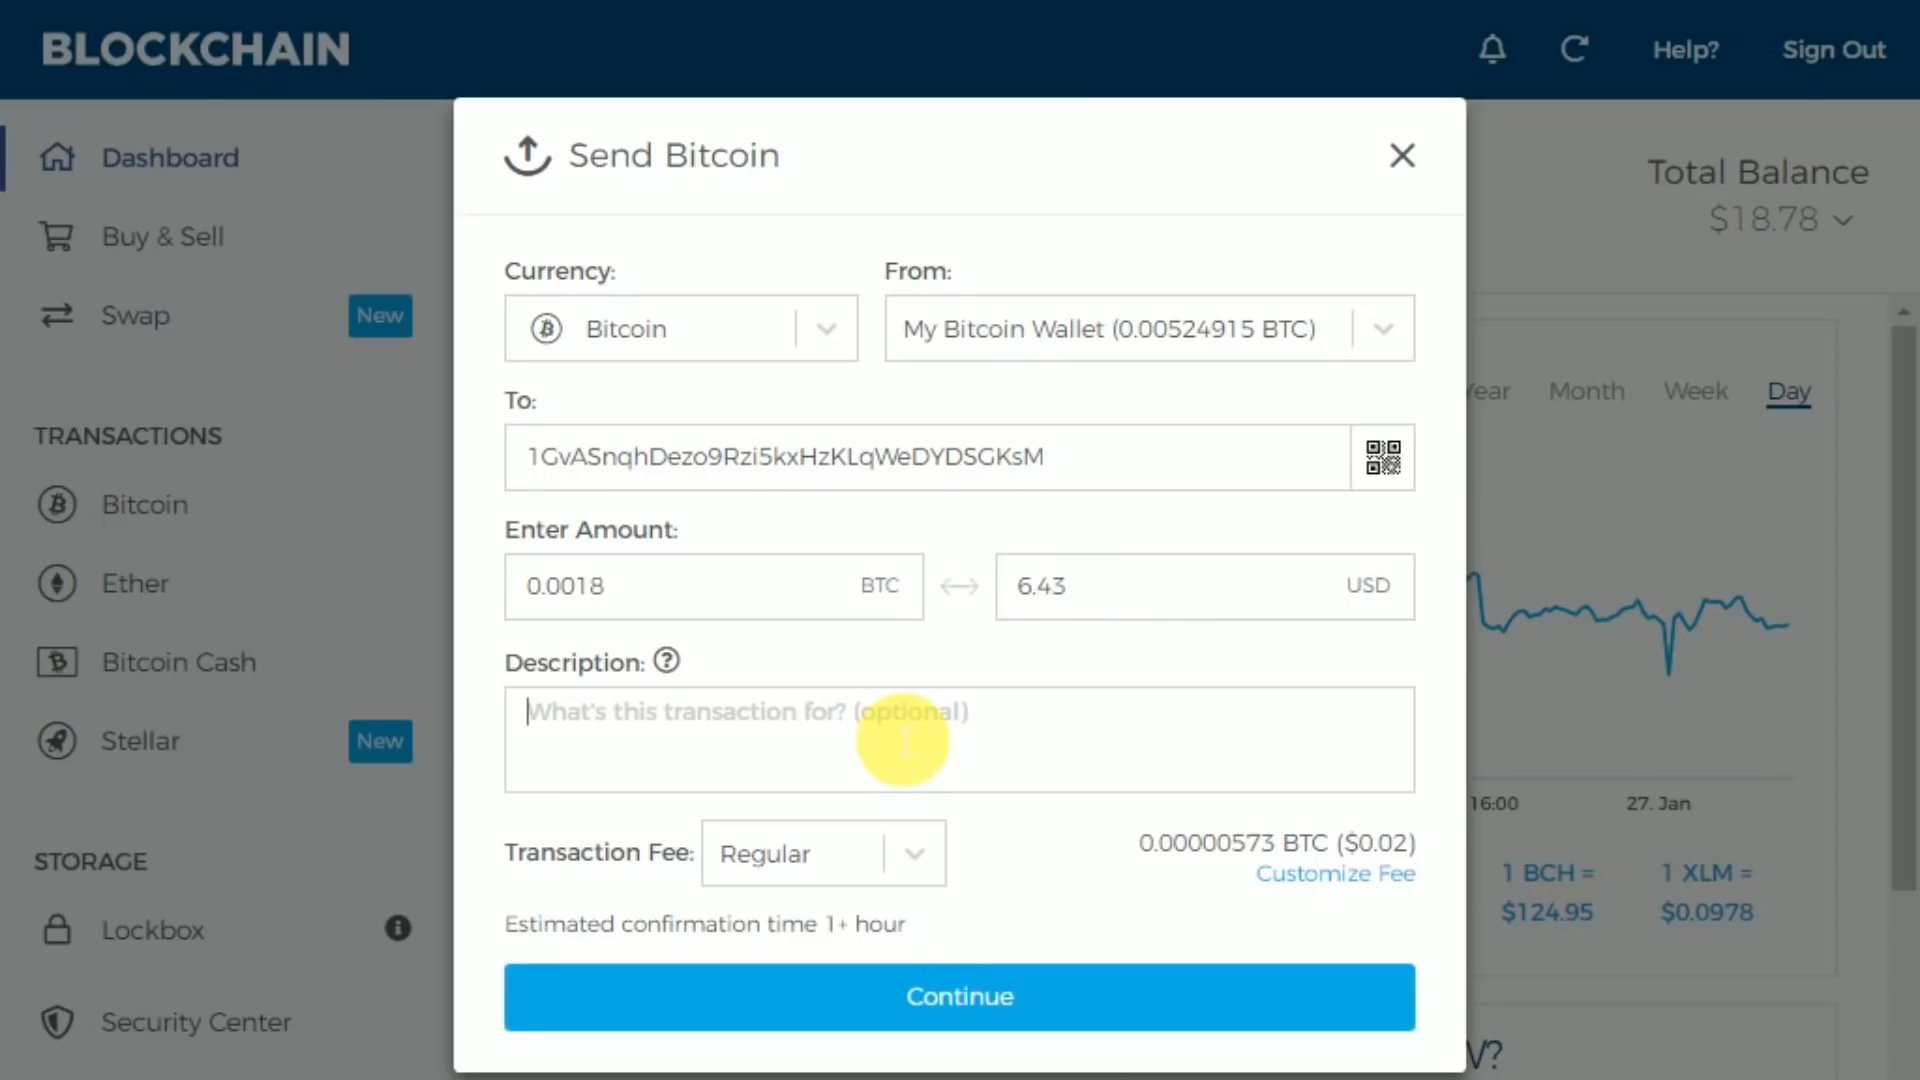 BLOCKCHAIN
Help?
Sign Out
Dashboard
Buy & Sell
Swap
New
TRANSACTIONS
Bitcoin
Ether
Bitcoin Cash
Stellar
New
STORAGE
Lockbox
Security Center
Send Bitcoin
Currency:
From:
Bitcoin
My Bitcoin Wallet (0.00524915 BTC)
To:
1GvASnqhDezo9Rzi5kxHzKLqWeDYDSGKsM
Enter Amount:
0.0018 BTC
6.43 USD
Description:
What's this transaction for? (optional)
Transaction Fee:
Regular
0.00000573 BTC ($0.02)
Customize Fee
Estimated confirmation time 1+ hour
Continue
Total Balance
$18.78
Year Month Week Day
16:00
27. Jan
1 BCH =
$124.95
1 XLM =
$0.0978